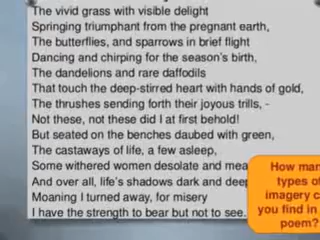 The vivid grass with visible delight
Springing triumphant from the pregnant earth,
The butterflies, and sparrows in brief flight
Dancing and chirping for the season's birth,
The dandelions and rare daffodils
That touch the deep-stirred heart with hands of gold,
The thrushes sending forth their joyous trills, -
Not these, not these did I at first behold!
But seated on the benches daubed with green,
The castaways of life, a few asleep,
Some withered women desolate and
And over all, life's shadows dark and
Moaning I turned away, for misery
I have the strength to bear but not to see.
How
types of
imagery
you find in
poem?